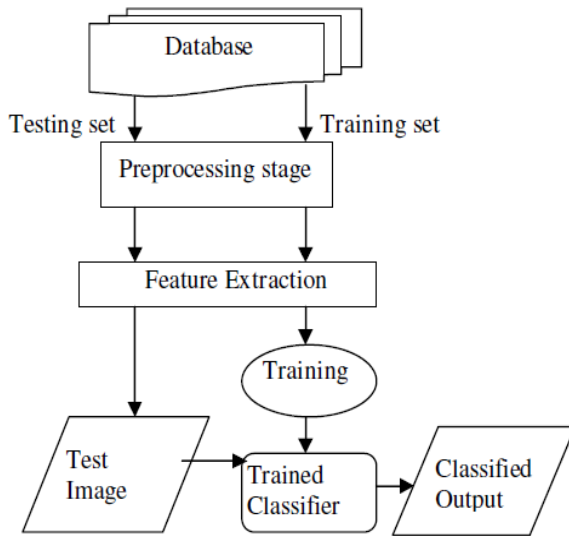 Database
Testing set
Training set
Preprocessing stage
Feature Extraction
Training
Test
Image
Trained
Classifier
Classified
Output